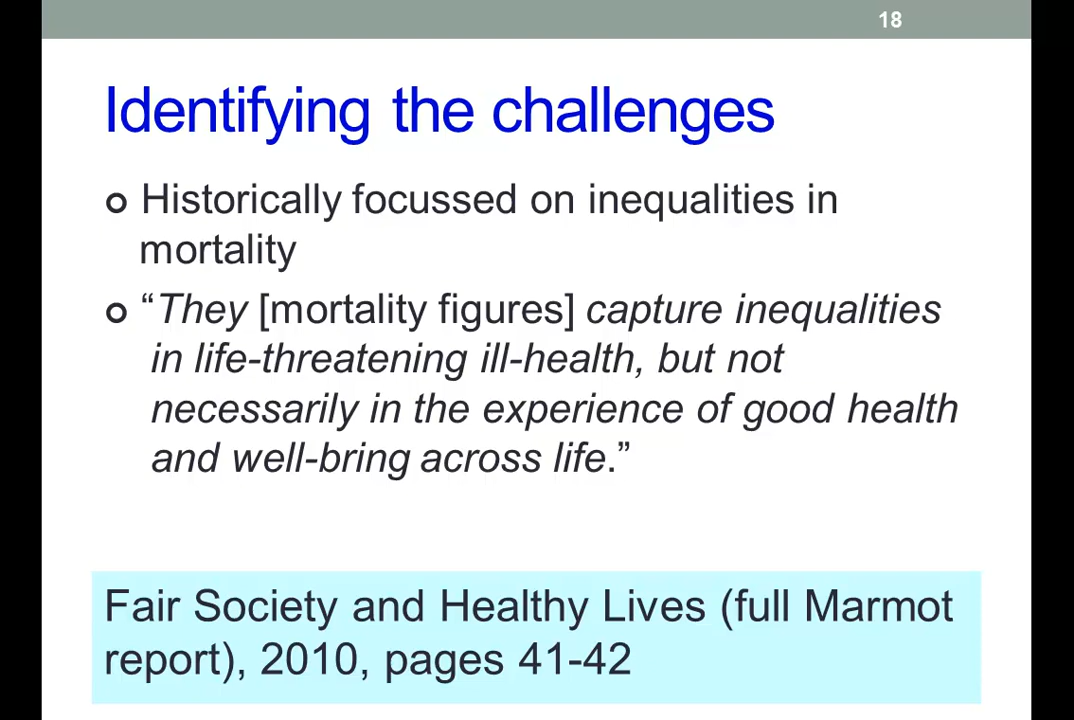 18
Identifying the challenges
Historically focussed on inequalities in
mortality
“They [mortality figures] capture inequalities
in life-threatening ill-health, but not
necessarily in the experience of good health
and well-bring across life.”
Fair Society and Healthy Lives (full Marmot
report), 2010, pages 41-42